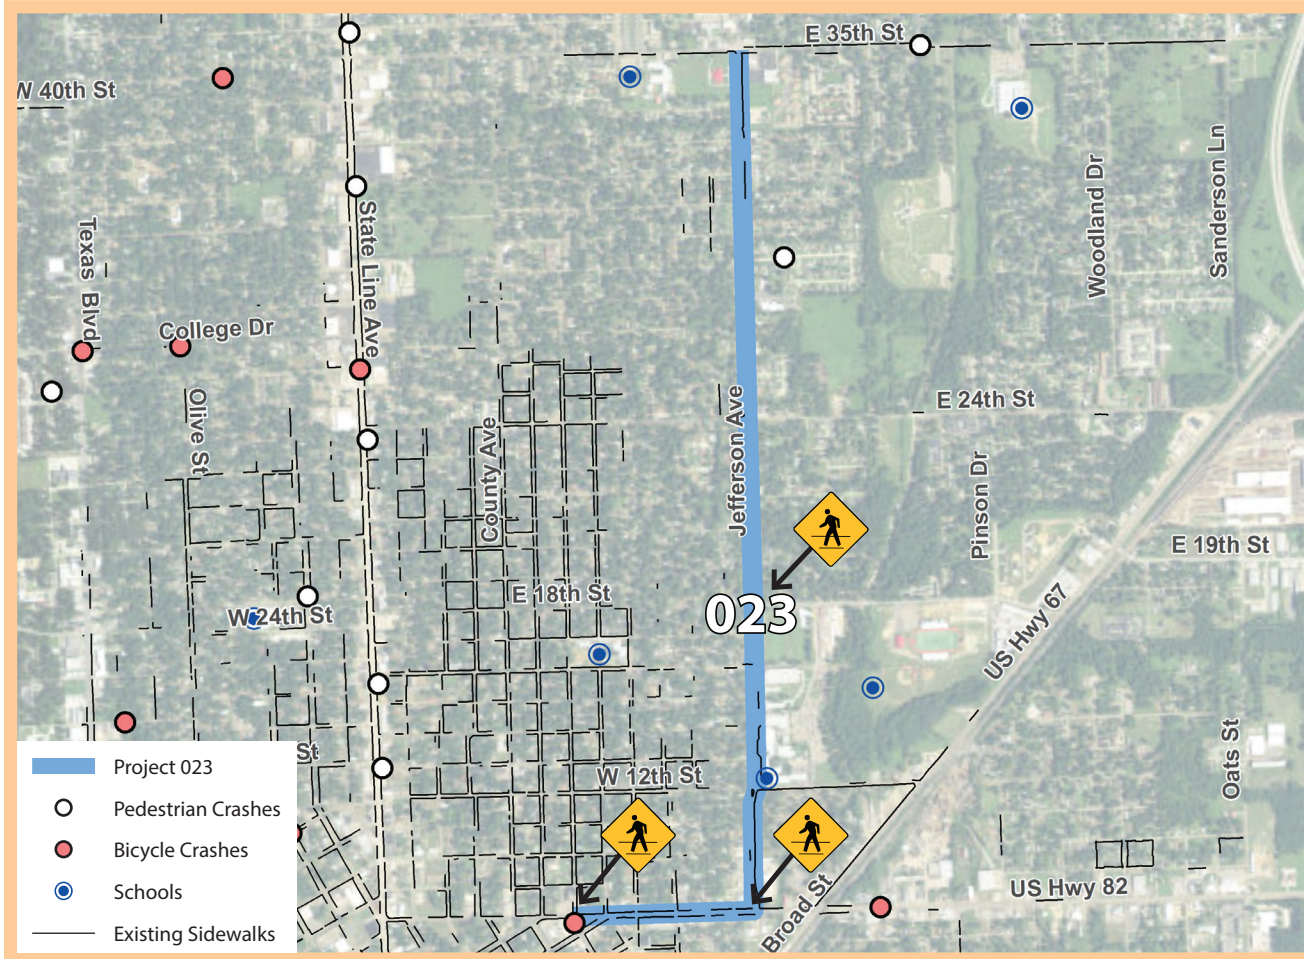 E 35th St
W 40th St
Texas Blvd
State Line Ave
College Dr
Olive St
County Ave
Jefferson Ave
Woodland Dr
Sanderson Ln
E 24th St
Pinson Dr
E 19th St
E 18th St
023
W 24th St
US Hwy 67
St
W 12th St
Oats St
US Hwy 82
Broad St
Project 023
Pedestrian Crashes
Bicycle Crashes
Schools
Existing Sidewalks